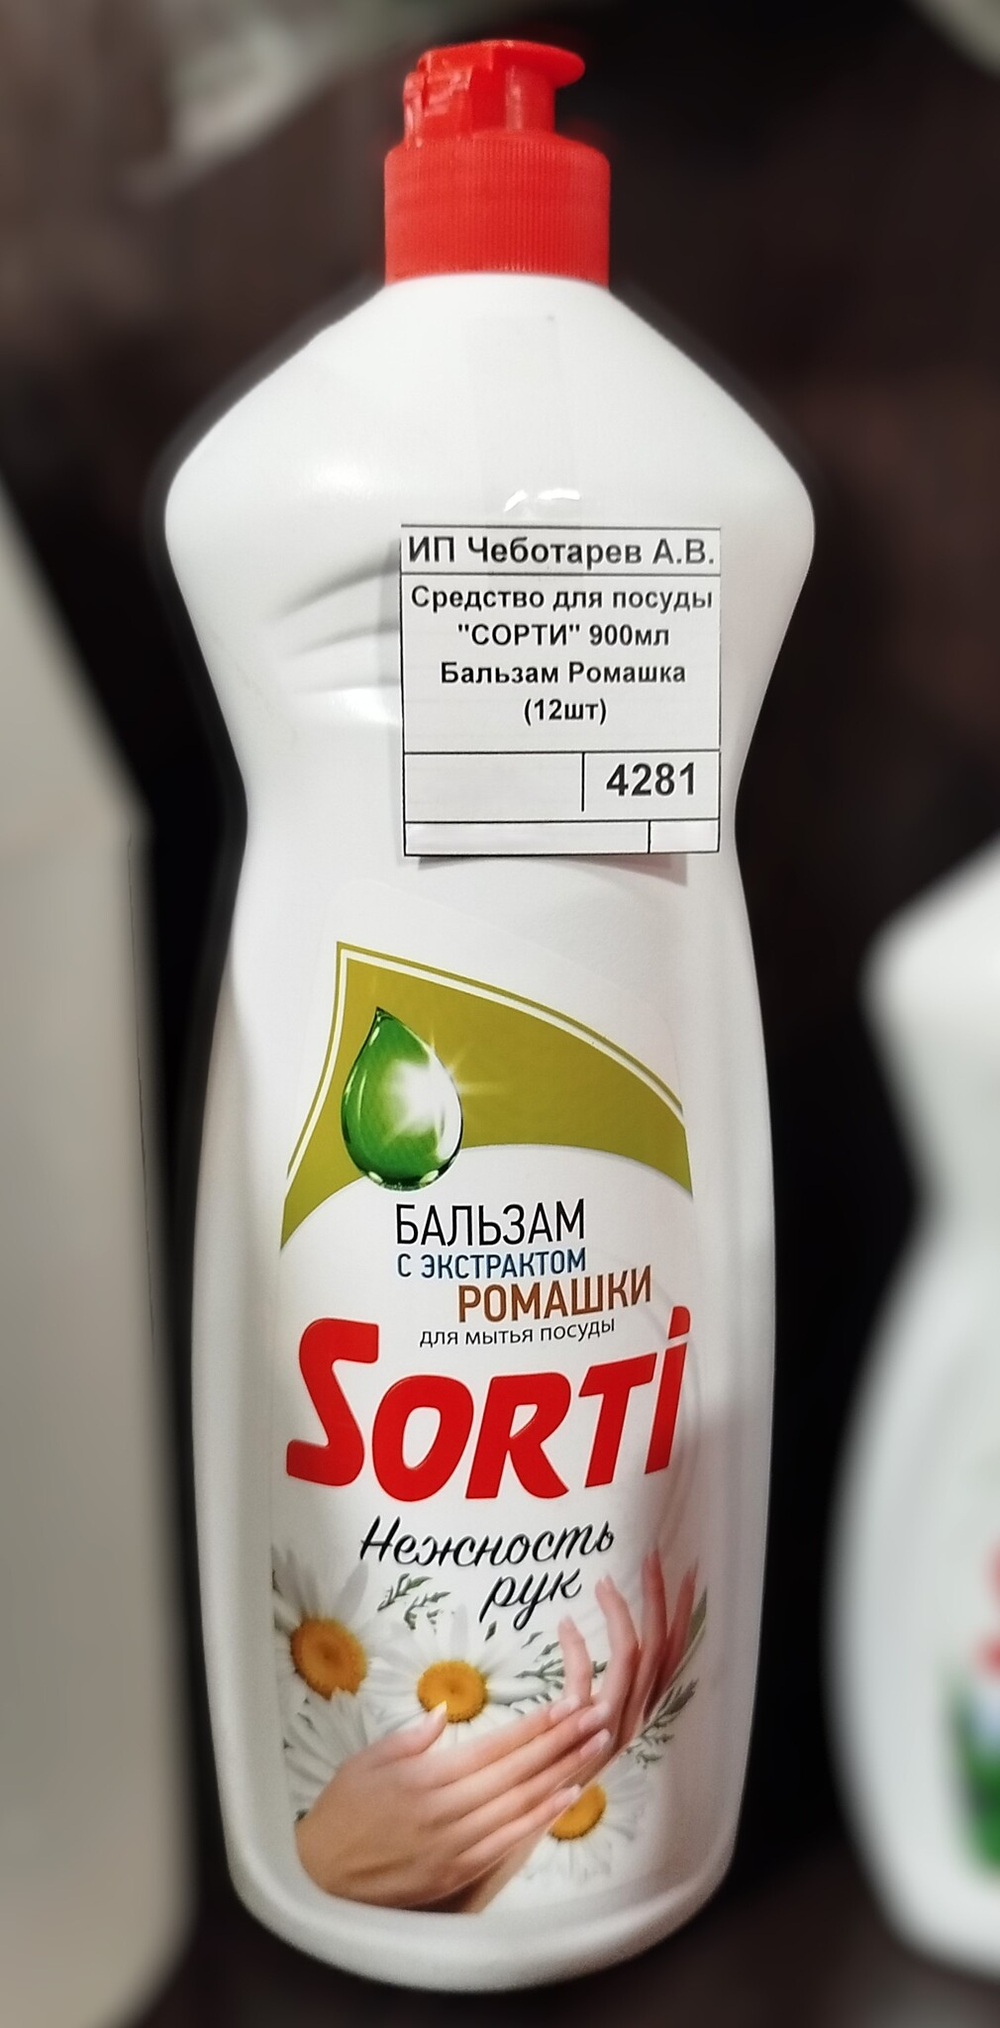 ИП Чеботарев А.В.
Средство для посуды
"СОРТИ" 900мл
Бальзам Ромашка
(12шт)
4281
БАЛЬЗАМ
С ЭКСТРАКТОМ
РОМАШКИ
для мытья посуды
SORTi
Нежность
рук